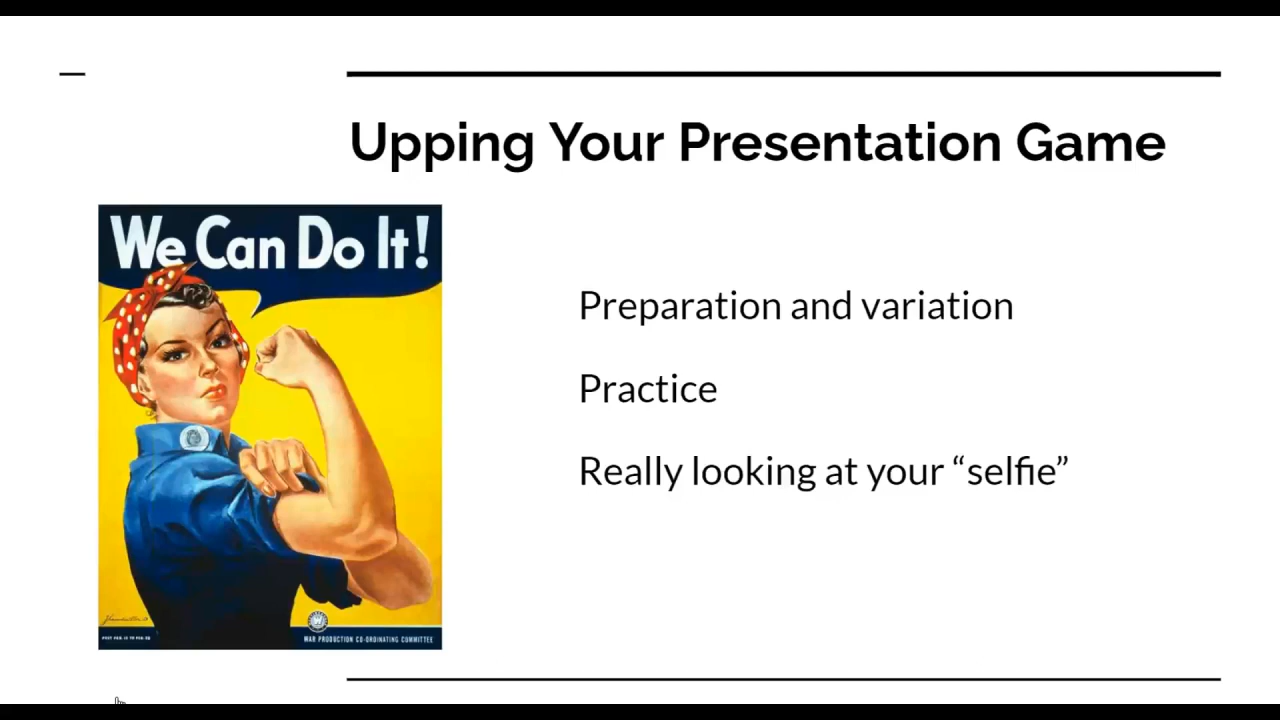 Upping Your Presentation Game
We Can Do It!
Preparation and variation
Practice
Really looking at your “selfie”
WAR PRODUCTION CO-ORDINATING COMMITTEE